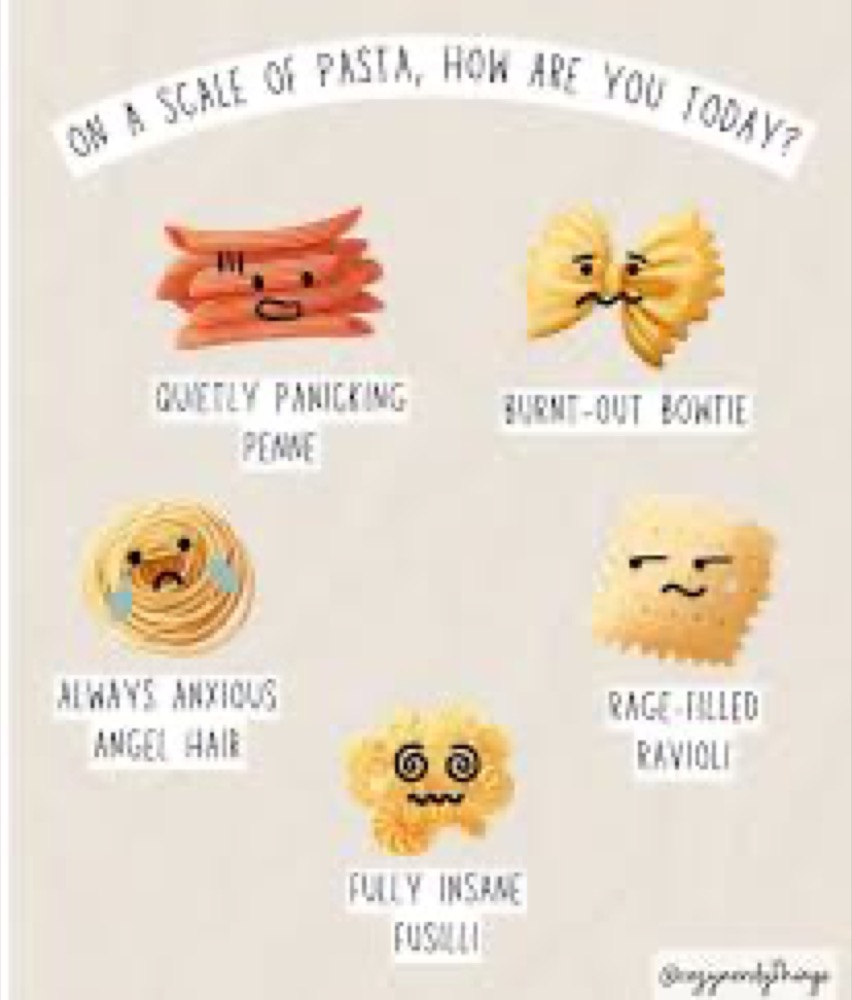 ON A SCALE OF PASTA, HOW ARE YOU TODAY?
QUIETLY PANICKING
PENNE
BURNT-OUT BOWTIE
ALWAYS ANXIOUS
ANGEL HAIR
RAGE-FILLED
RAVIOLI
FULLY INSANE
FUSILLI